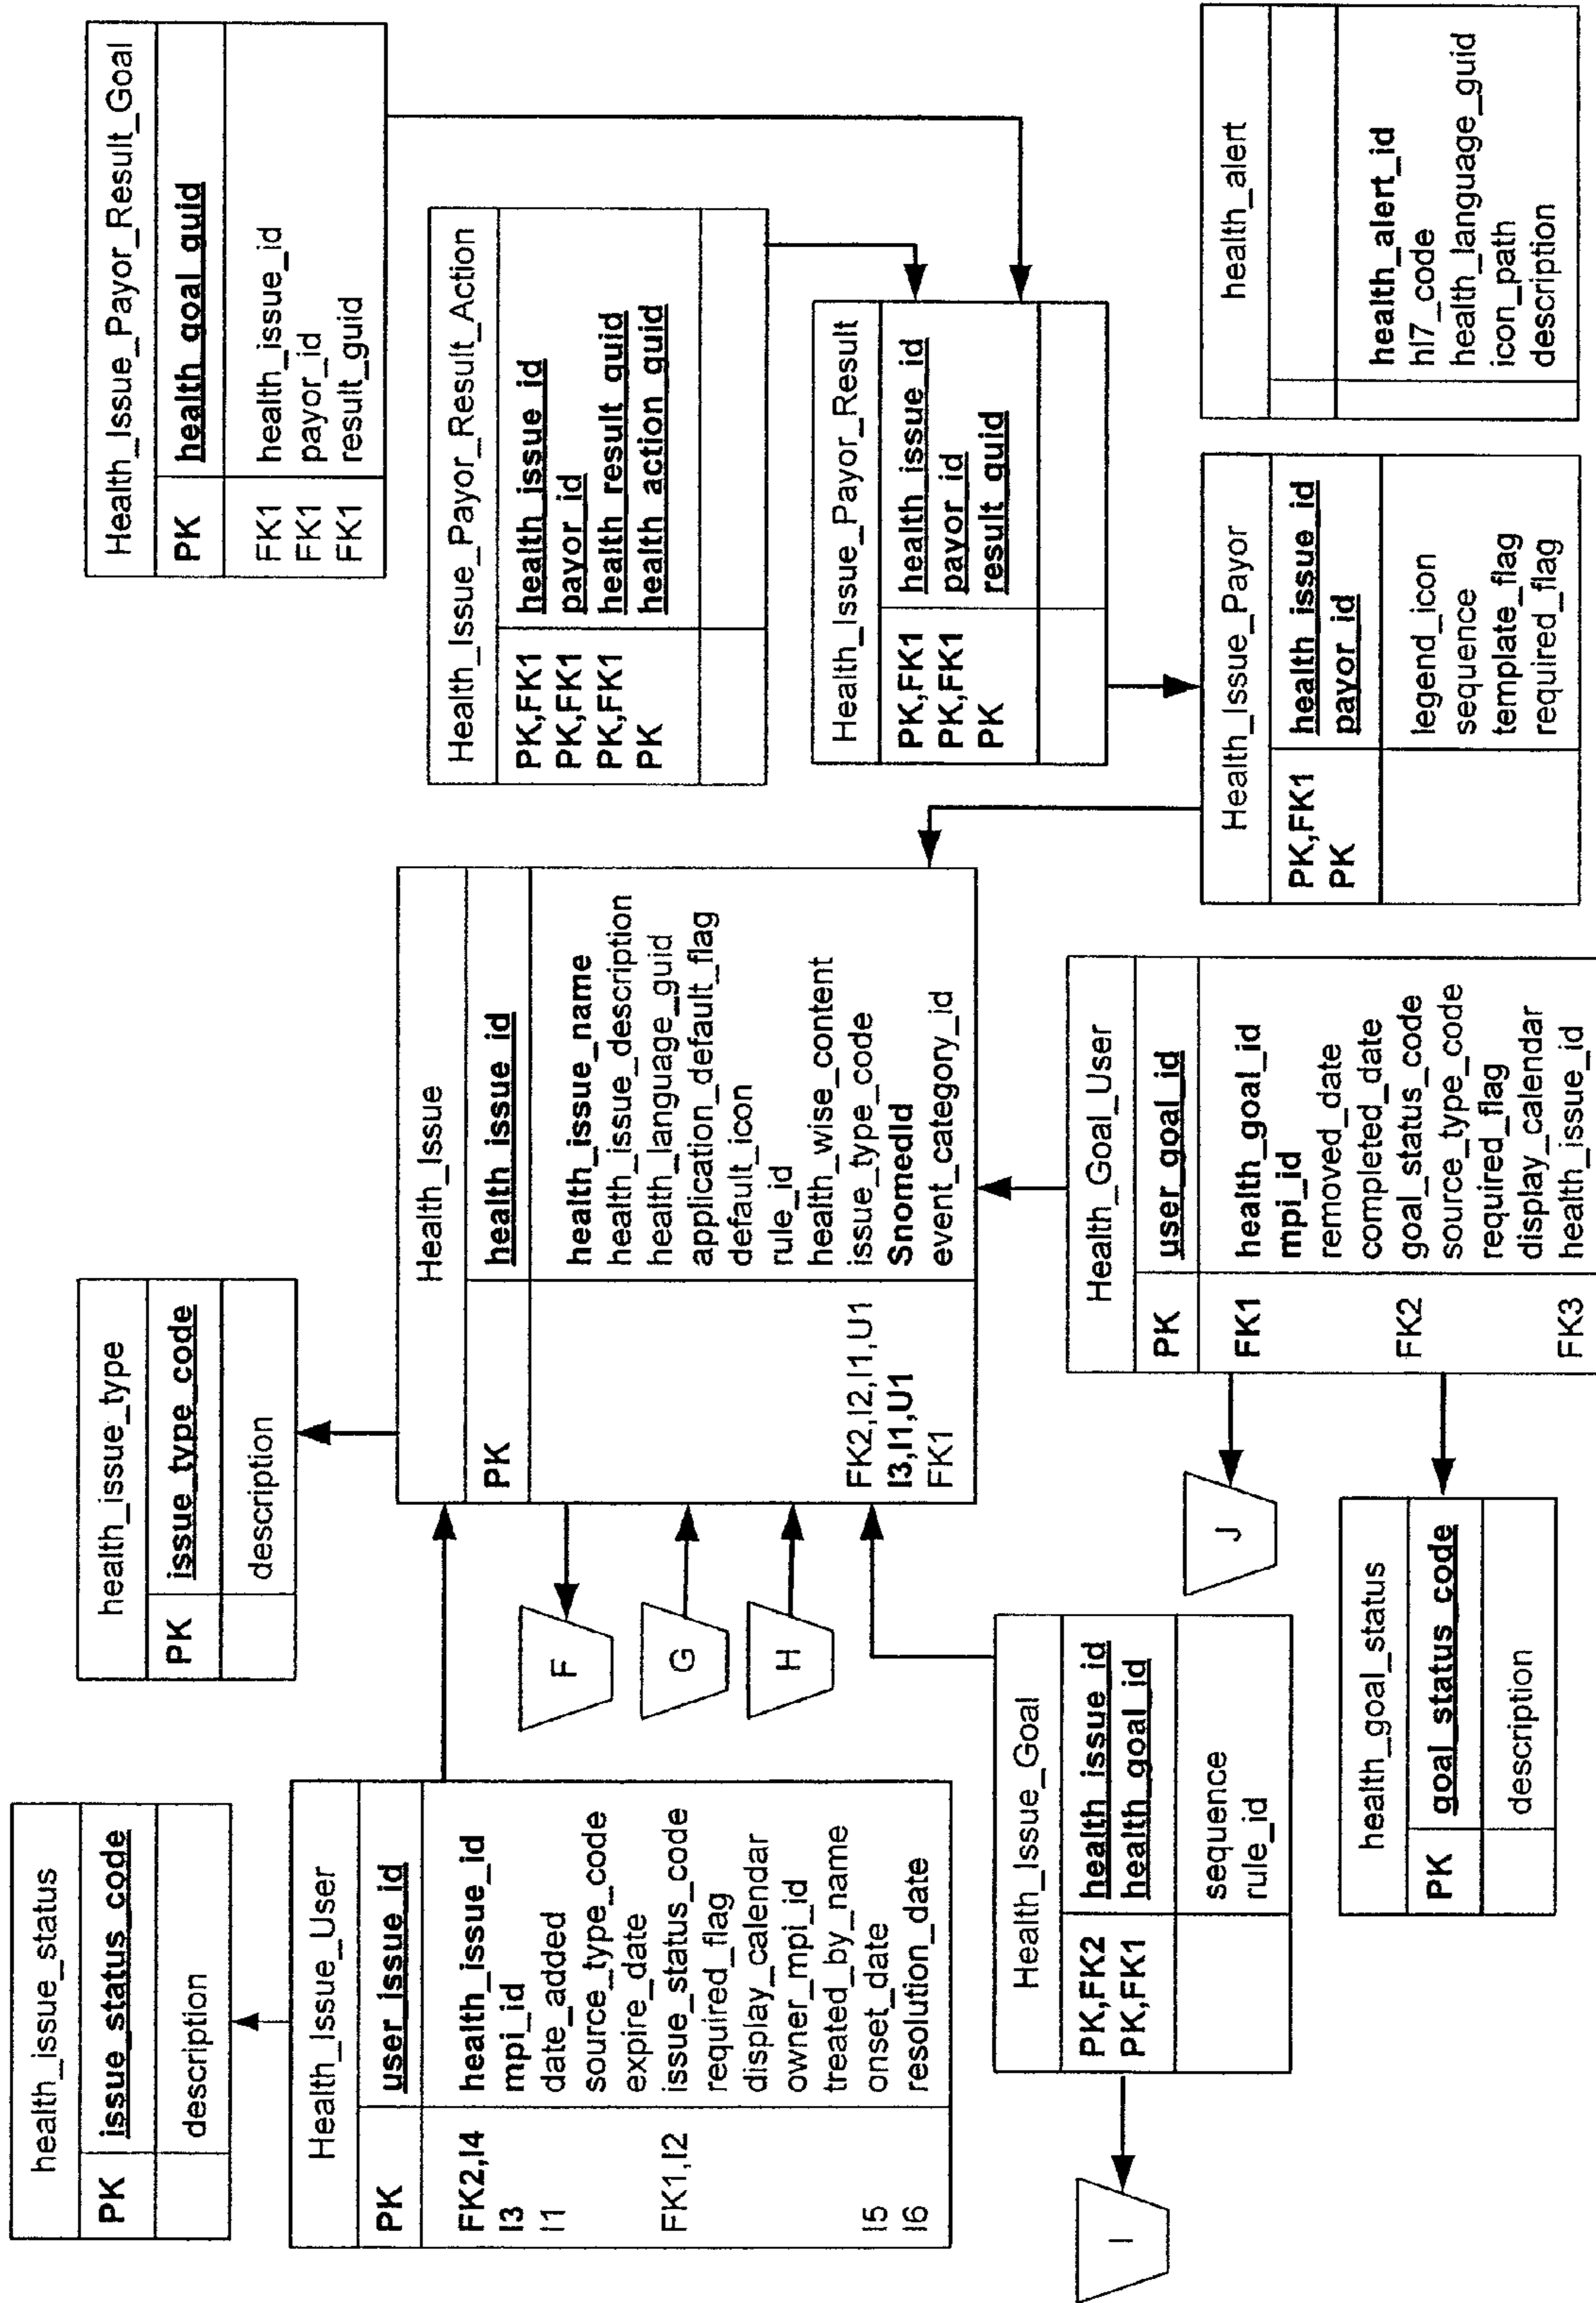 health_issue_status
PK issue_status_code
description
Health_Issue_User
PK user_issue_id
FK2,I4 health_issue_id
I3 mpi_id
I1 date_added
source_type_code
expire_date
FK1,I2 issue_status_code
required_flag
display_calendar
owner_mpi_id
treated_by_name
I5 onset_date
I6 resolution_date
health_issue_type
PK issue_type_code
description
F
G
H
Health_Issue
PK health_issue_id
health_issue_name
health_issue_description
health_language_guid
application_default_flag
default_icon
rule_id
health_wise_content
FK2,I2,I1,U1 issue_type_code
I3,I1,U1 SnomedId
FK1 event_category_id
Health_Issue_Payor_Result_Goal
PK health_goal_guid
FK1 health_issue_id
FK1 payor_id
FK1 result_guid
Health_Issue_Payor_Result_Action
PK,FK1 health_issue_id
PK,FK1 payor_id
PK,FK1 health_result_guid
PK health_action_guid
Health_Issue_Payor_Result
PK,FK1 health_issue_id
PK,FK1 payor_id
PK result_guid
I
Health_Issue_Goal
PK,FK2 health_issue_id
PK,FK1 health_goal_id
sequence
rule_id
J
health_goal_status
PK goal_status_code
description
Health_Goal_User
PK user_goal_id
FK1 health_goal_id
mpi_id
removed_date
completed_date
FK2 goal_status_code
source_type_code
required_flag
display_calendar
FK3 health_issue_id
Health_Issue_Payor
PK,FK1 health_issue_id
PK payor_id
legend_icon
sequence
template_flag
required_flag
health_alert
health_alert_id
hl7_code
health_language_guid
icon_path
description